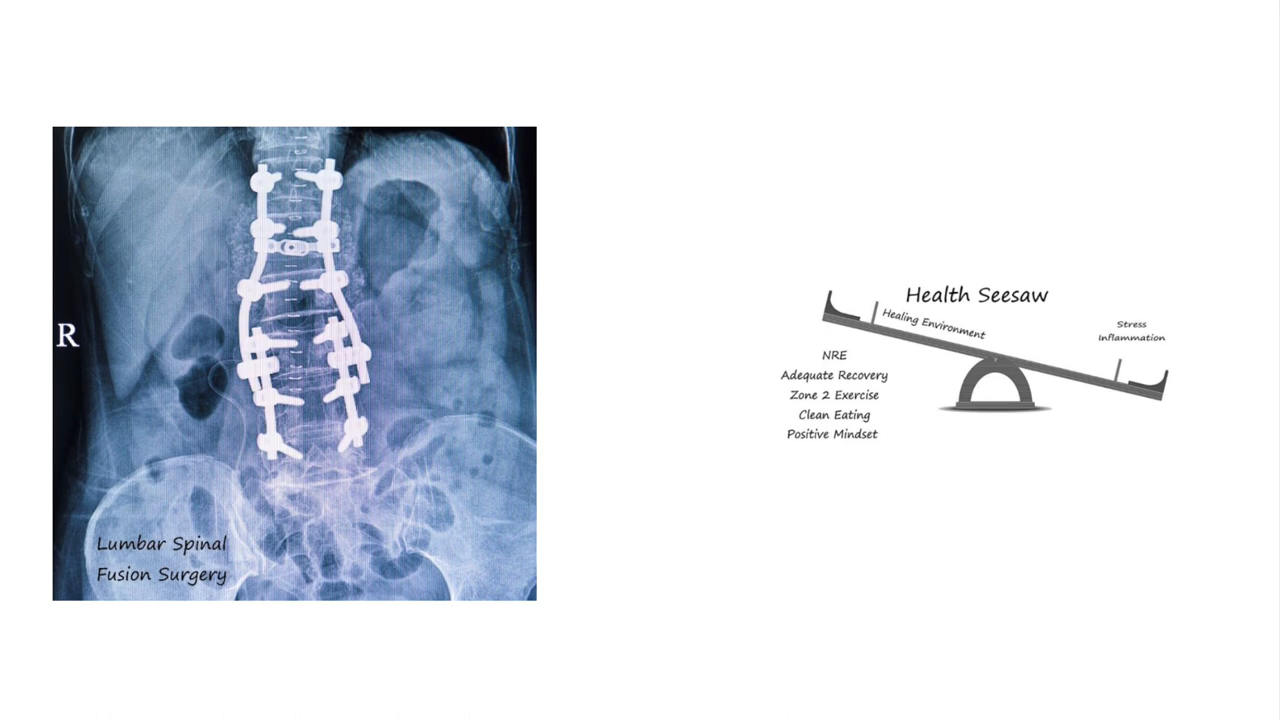 R
Lumbar Spinal
Fusion Surgery
Health Seesaw
Healing Environment
Stress
Inflammation
NRE
Adequate Recovery
Zone 2 Exercise
Clean Eating
Positive Mindset